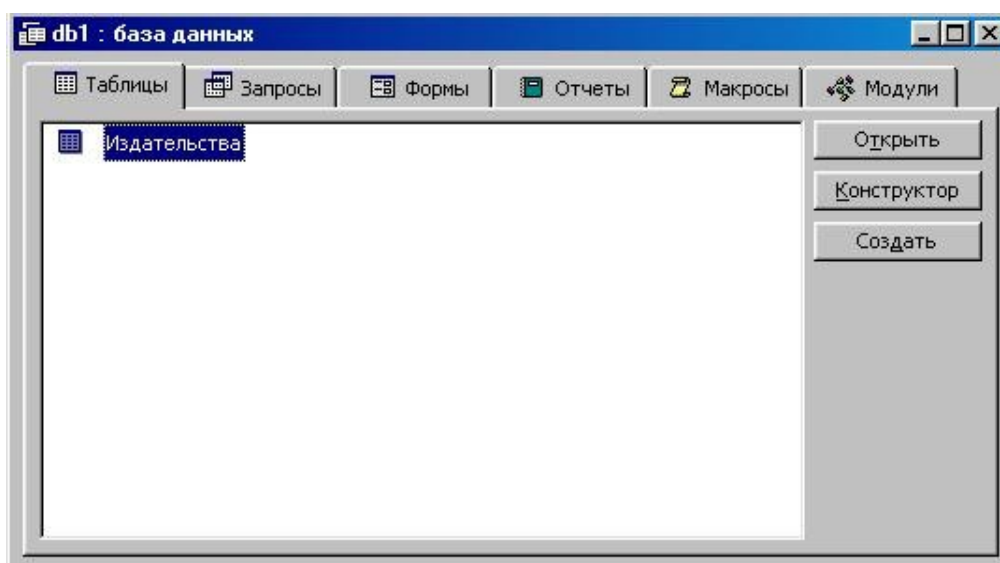 db1 : база данных
Таблицы Запросы Формы Отчеты Макросы Модули
Издательства
Открыть
Конструктор
Создать